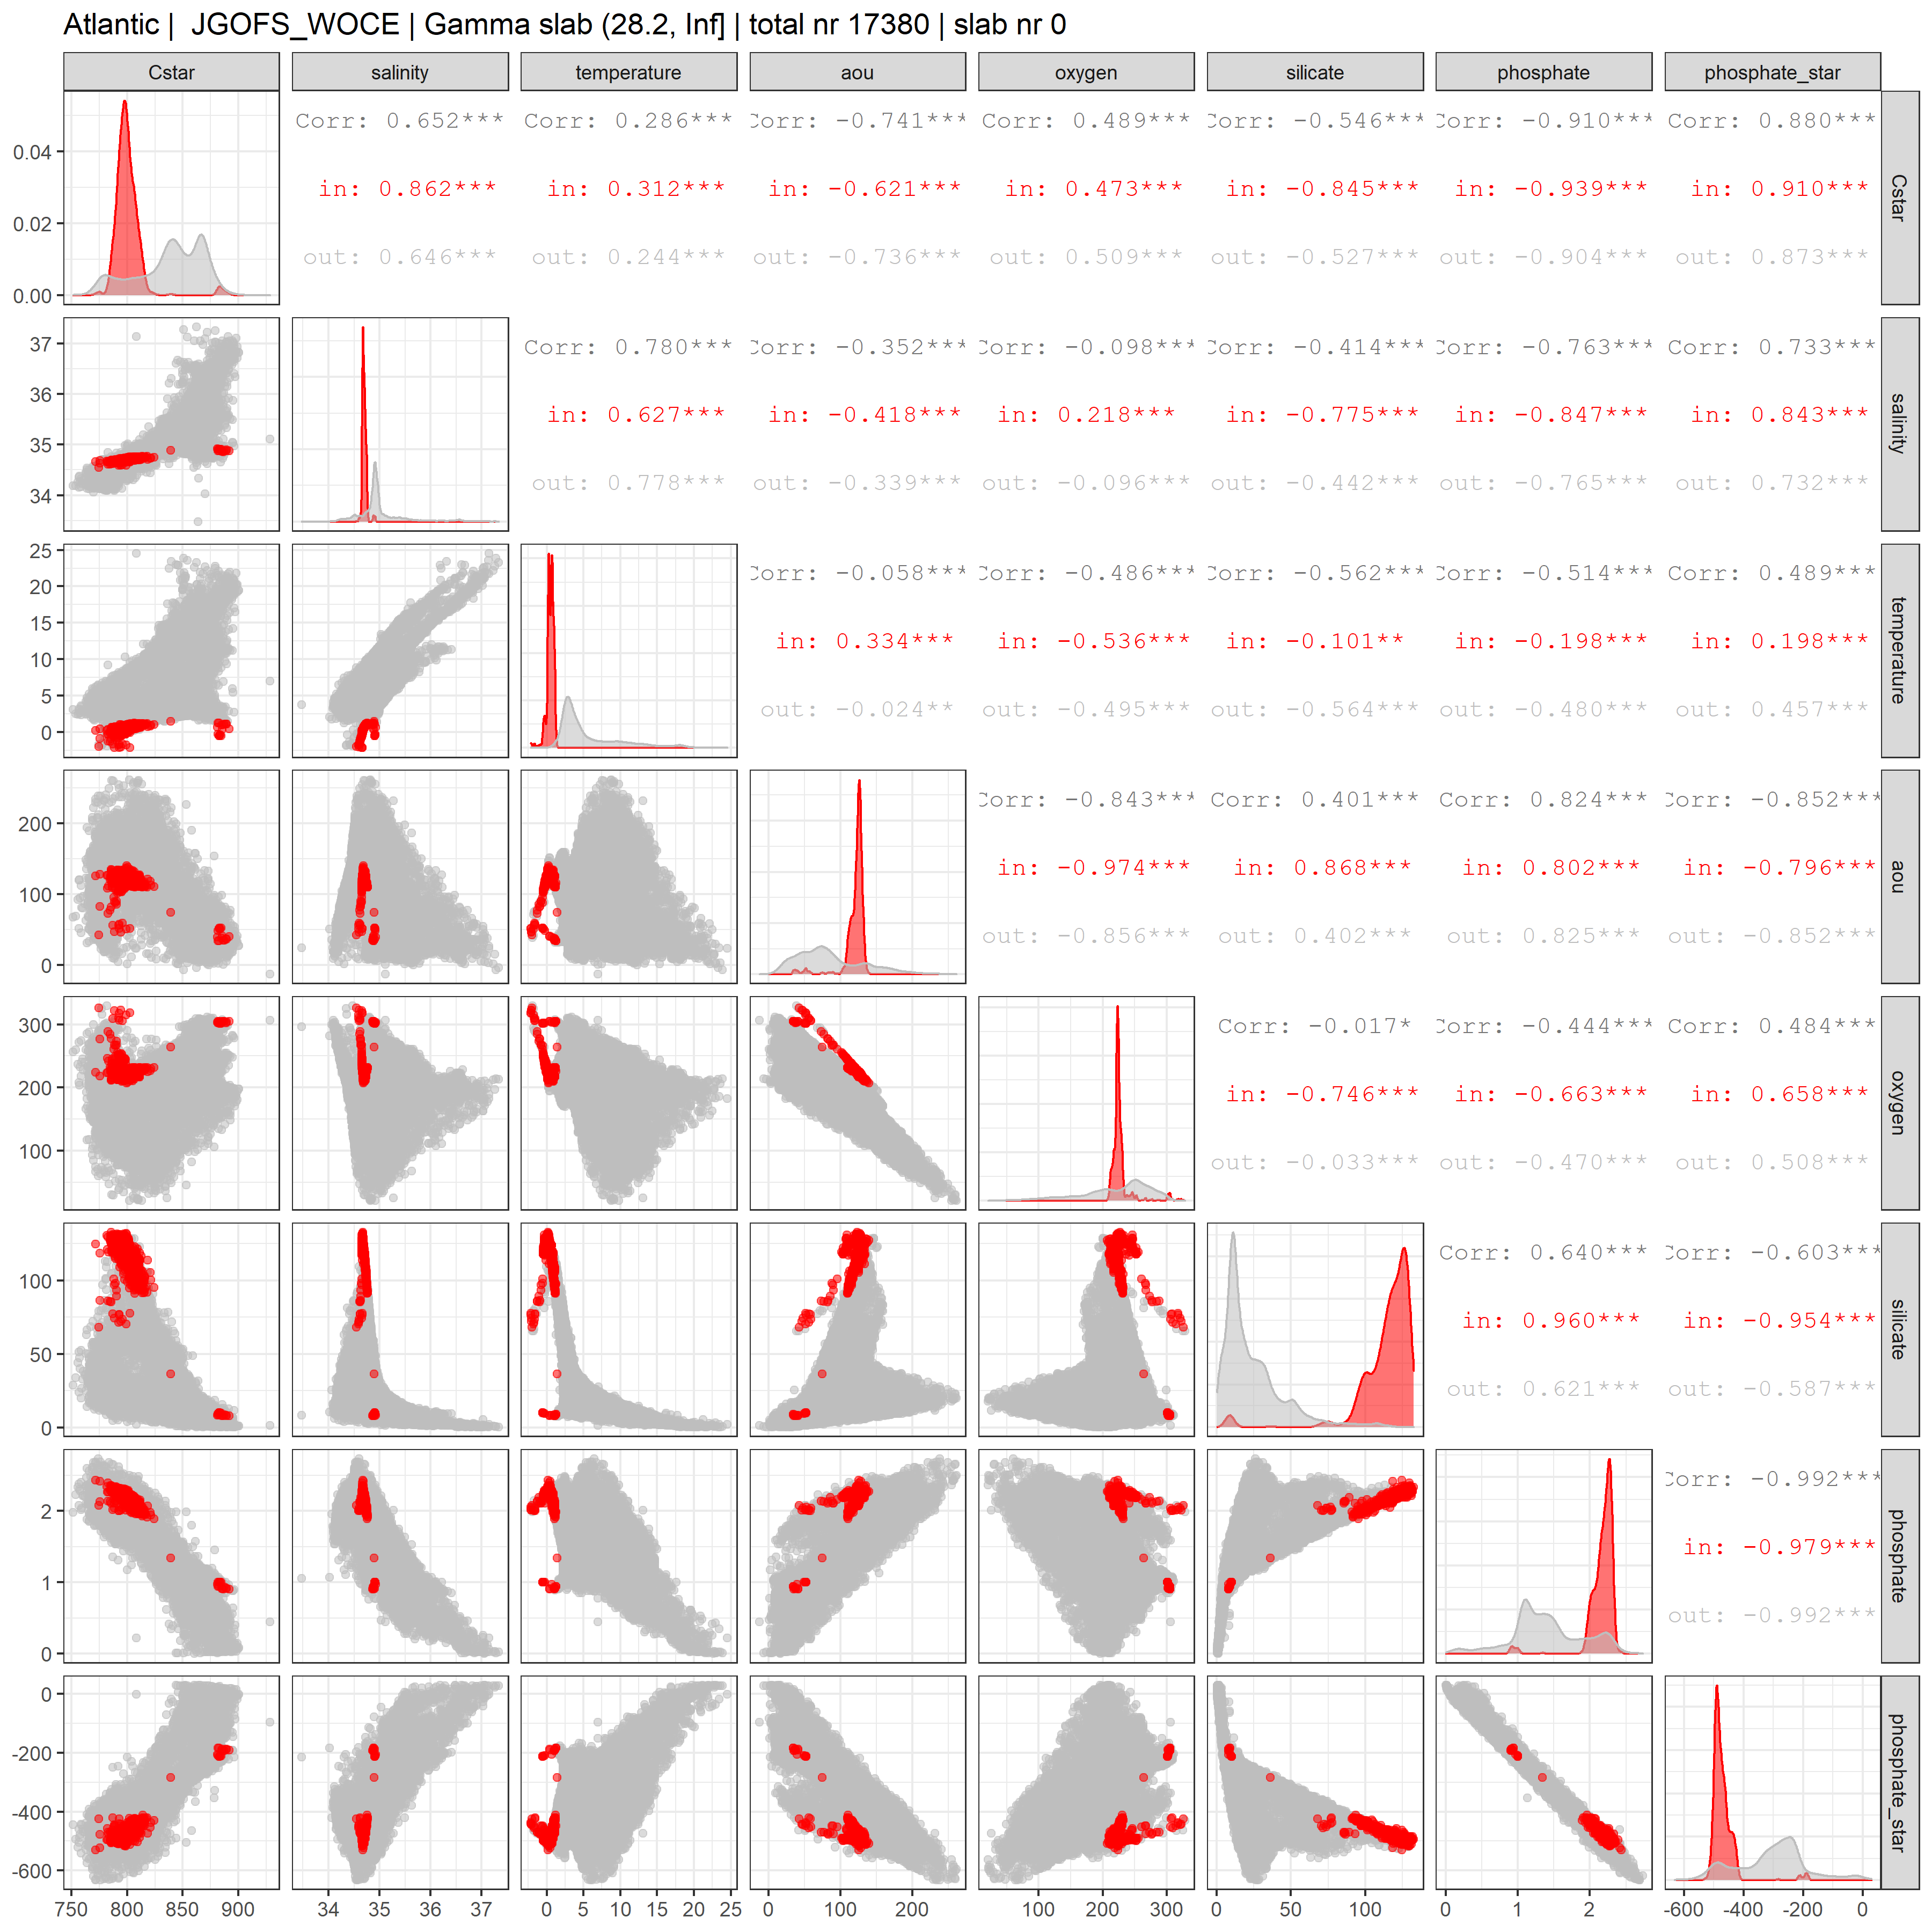 Atlantic |  JGOFS_WOCE | Gamma slab (28.2, Inf] | total nr 17380 | slab nr 0
Cstar salinity temperature aou oxygen silicate phosphate phosphate_star
Corr: 0.652*** Corr: 0.286*** Corr: -0.741*** Corr: 0.489*** Corr: -0.546*** Corr: -0.910*** Corr: 0.880***
0.04
in: 0.862*** in: 0.312*** in: -0.621*** in: 0.473*** in: -0.845*** in: -0.939*** in: 0.910***
Cstar
0.02
out: 0.646*** out: 0.244*** out: -0.736*** out: 0.509*** out: -0.527*** out: -0.904*** out: 0.873***
0.00
37
Corr: 0.780*** Corr: -0.352*** Corr: -0.098*** Corr: -0.414*** Corr: -0.763*** Corr: 0.733***
36
in: 0.627*** in: -0.418*** in: 0.218*** in: -0.775*** in: -0.847*** in: 0.843***
salinity
35
out: 0.778*** out: -0.339*** out: -0.096*** out: -0.442*** out: -0.765*** out: 0.732***
34
25
Corr: -0.058*** Corr: -0.486*** Corr: -0.562*** Corr: -0.514*** Corr: 0.489***
20
15
in: 0.334*** in: -0.536*** in: -0.101** in: -0.198*** in: 0.198***
temperature
10
5
out: -0.024** out: -0.495*** out: -0.564*** out: -0.480*** out: 0.457***
0
Corr: -0.843*** Corr: 0.401*** Corr: 0.824*** Corr: -0.852***
200
in: -0.974*** in: 0.868*** in: 0.802*** in: -0.796***
aou
100
out: -0.856*** out: 0.402*** out: 0.825*** out: -0.852***
0
300
Corr: -0.017* Corr: -0.444*** Corr: 0.484***
200
in: -0.746*** in: -0.663*** in: 0.658***
oxygen
100
out: -0.033*** out: -0.470*** out: 0.508***
Corr: 0.640*** Corr: -0.603***
100
in: 0.960*** in: -0.954***
silicate
50
out: 0.621*** out: -0.587***
0
Corr: -0.992***
2
in: -0.979***
phosphate
1
out: -0.992***
0
0
-200
phosphate_star
-400
-600
750 800 850 900 34 35 36 37 0 5 10 15 20 25 0 100 200 100 200 300 0 50 100 0 1 2 -600 -400 -200 0